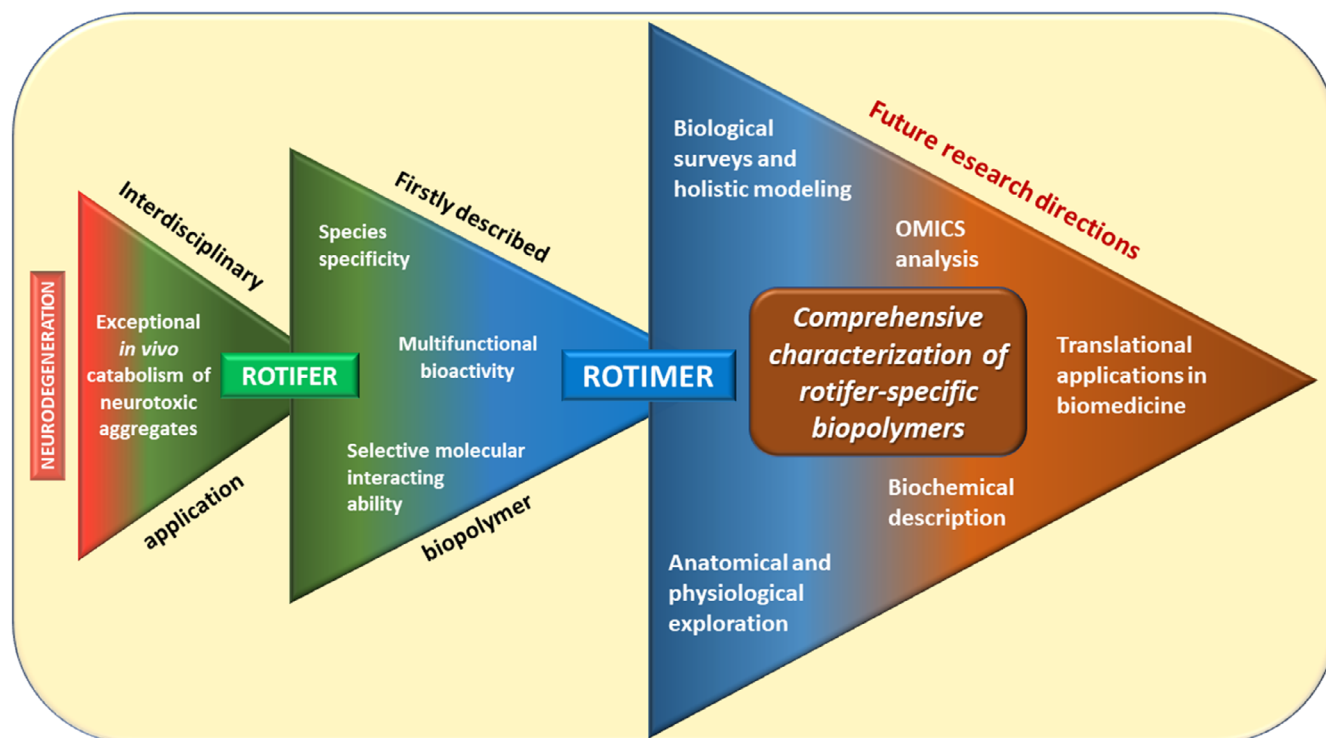 NEURODEGENERATION
Interdisciplinary
Exceptional
in vivo
catabolism of
neurotoxic
aggregates
application
ROTIFER
Firstly described
Species
specificity
Multifunctional
bioactivity
Selective molecular
interacting
ability
biopolymer
ROTIMER
Future research directions
Biological
surveys and
holistic modeling
OMICS
analysis
Comprehensive
characterization of
rotifer-specific
biopolymers
Translational
applications in
biomedicine
Biochemical
description
Anatomical and
physiological
exploration